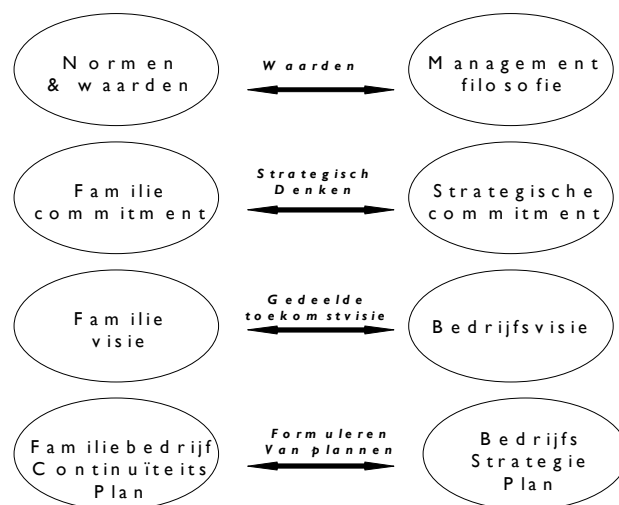 Normen
& waarden
Waarden
Management
filosofie
Familie
commitment
Strategisch
Denken
Strategische
commitment
Familie
visie
Gedeelde
toekomstvisie
Bedrijfsvisie
Familiebedrijf
Continuïteits
Plan
Formuleren
Van plannen
Bedrijfs
Strategie
Plan